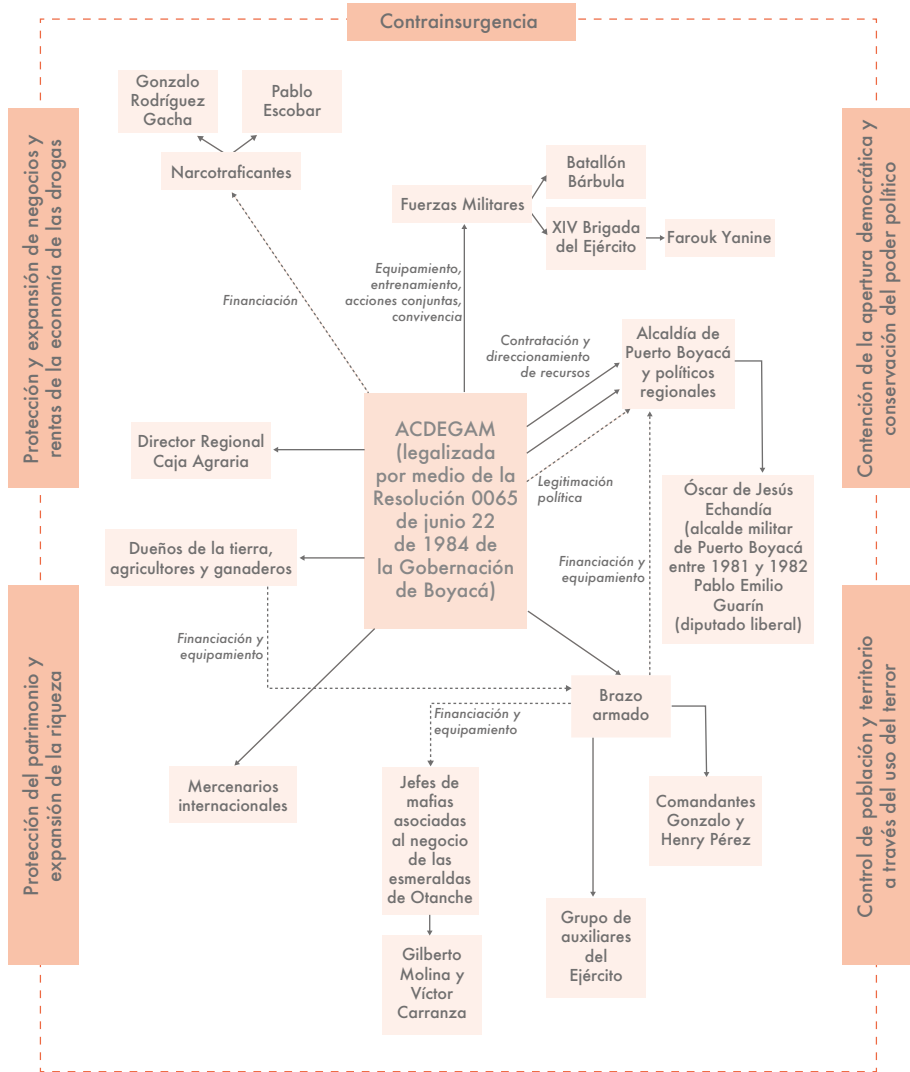 Contrainsurgencia
Protección y expansión de negocios y
rentas de la economía de las drogas
Contención de la apertura democrática y
conservación del poder político
Gonzalo
Rodríguez
Gacha
Pablo
Escobar
Narcotraficantes
Financiación
Fuerzas Militares
Batallón
Bárbula
XIV Brigada
del Ejército
Farouk Yanine
Equipamiento,
entrenamiento,
acciones conjuntas,
convivencia
Contratación y
direccionamiento
de recursos
Alcaldía de
Puerto Boyacá
y políticos
regionales
Director Regional
Caja Agraria
ACDEGAM
(legalizada
por medio de la
Resolución 0065
de junio 22
de 1984 de
la Gobernación
de Boyacá)
Legitimación
política
Óscar de Jesús
Echandía
(alcalde militar
de Puerto Boyacá
entre 1981 y 1982
Pablo Emilio
Guarín
(diputado liberal)
Dueños de la tierra,
agricultores y ganaderos
Financiación y
equipamiento
Financiación y
equipamiento
Protección del patrimonio y
expansión de la riqueza
Control de población y territorio
a través del uso del terror
Brazo
armado
Financiación y
equipamiento
Mercenarios
internacionales
Jefes de
mafias
asociadas
al negocio
de las
esmeraldas
de Otanche
Comandantes
Gonzalo y
Henry Pérez
Grupo de
auxiliares
del
Ejército
Gilberto
Molina y
Víctor
Carranza